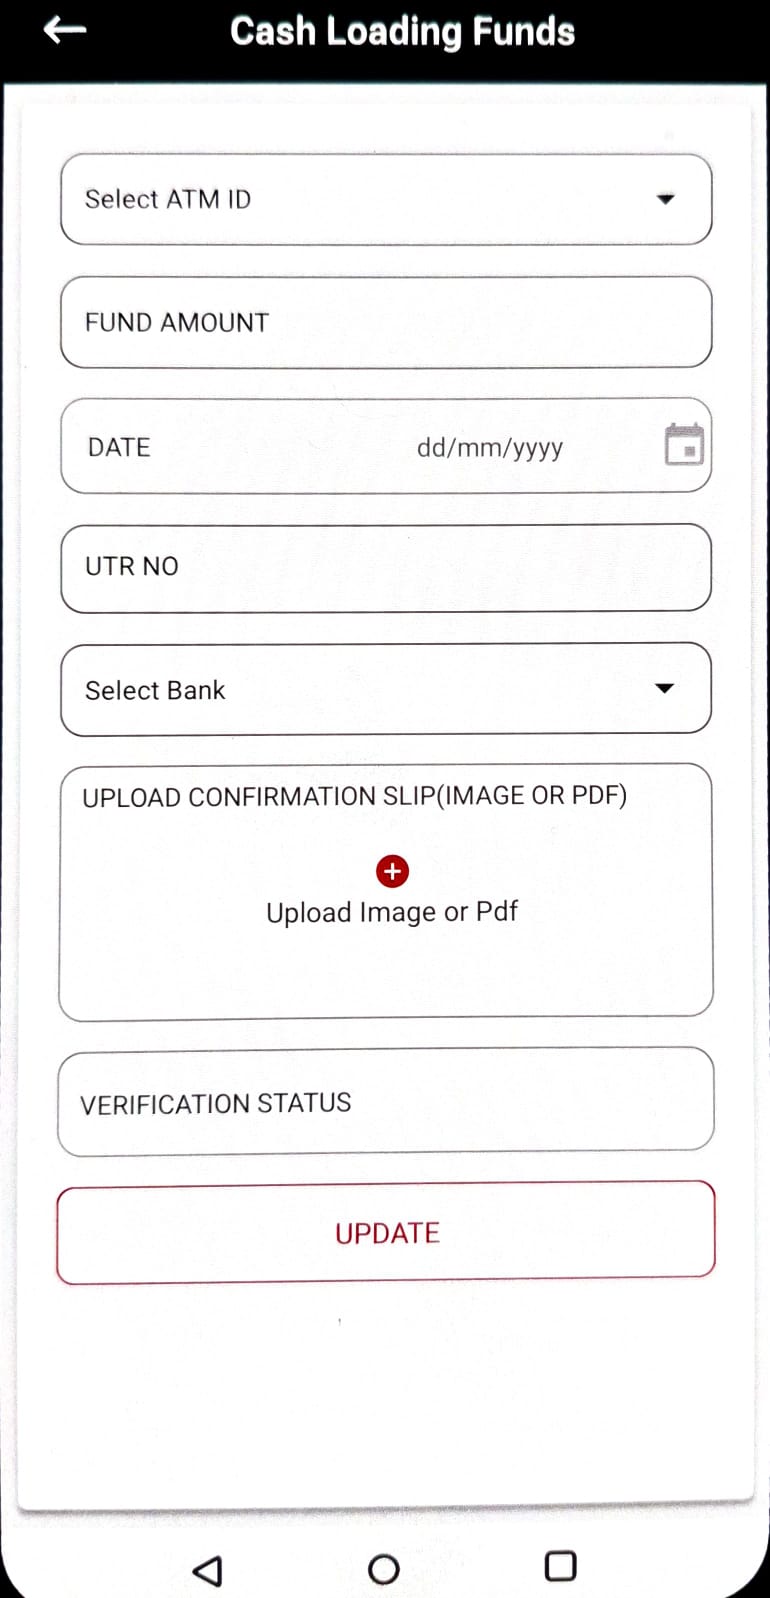 Cash Loading Funds
Select ATM ID
FUND AMOUNT
DATE dd/mm/yyyy
UTR NO
Select Bank
UPLOAD CONFIRMATION SLIP(IMAGE OR PDF)
Upload Image or Pdf
VERIFICATION STATUS
UPDATE